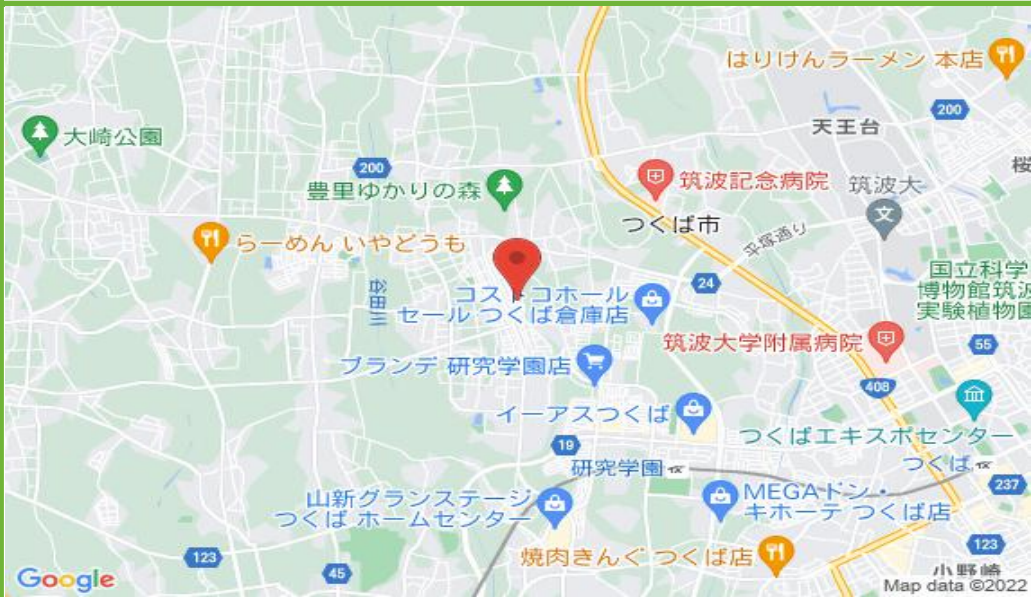 はりけんラーメン 本店
200
天王台
大崎公園
200
桜
筑波記念病院
筑波大
豊里ゆかりの森
つくば市
平塚通り
らーめん いやどうも
24
国立科学
博物館筑波
実験植物園
谷田川
コストコホール
セール つくば倉庫店
筑波大学附属病院
55
ブランデ 研究学園店
408
イーアスつくば
つくばエキスポセンター
19
つくば
研究学園
237
山新グランステージ
つくば ホームセンター
MEGAドン・
キホーテ つくば店
123
焼肉きんぐ つくば店
123
45
小野崎
Google
Map data ©2022